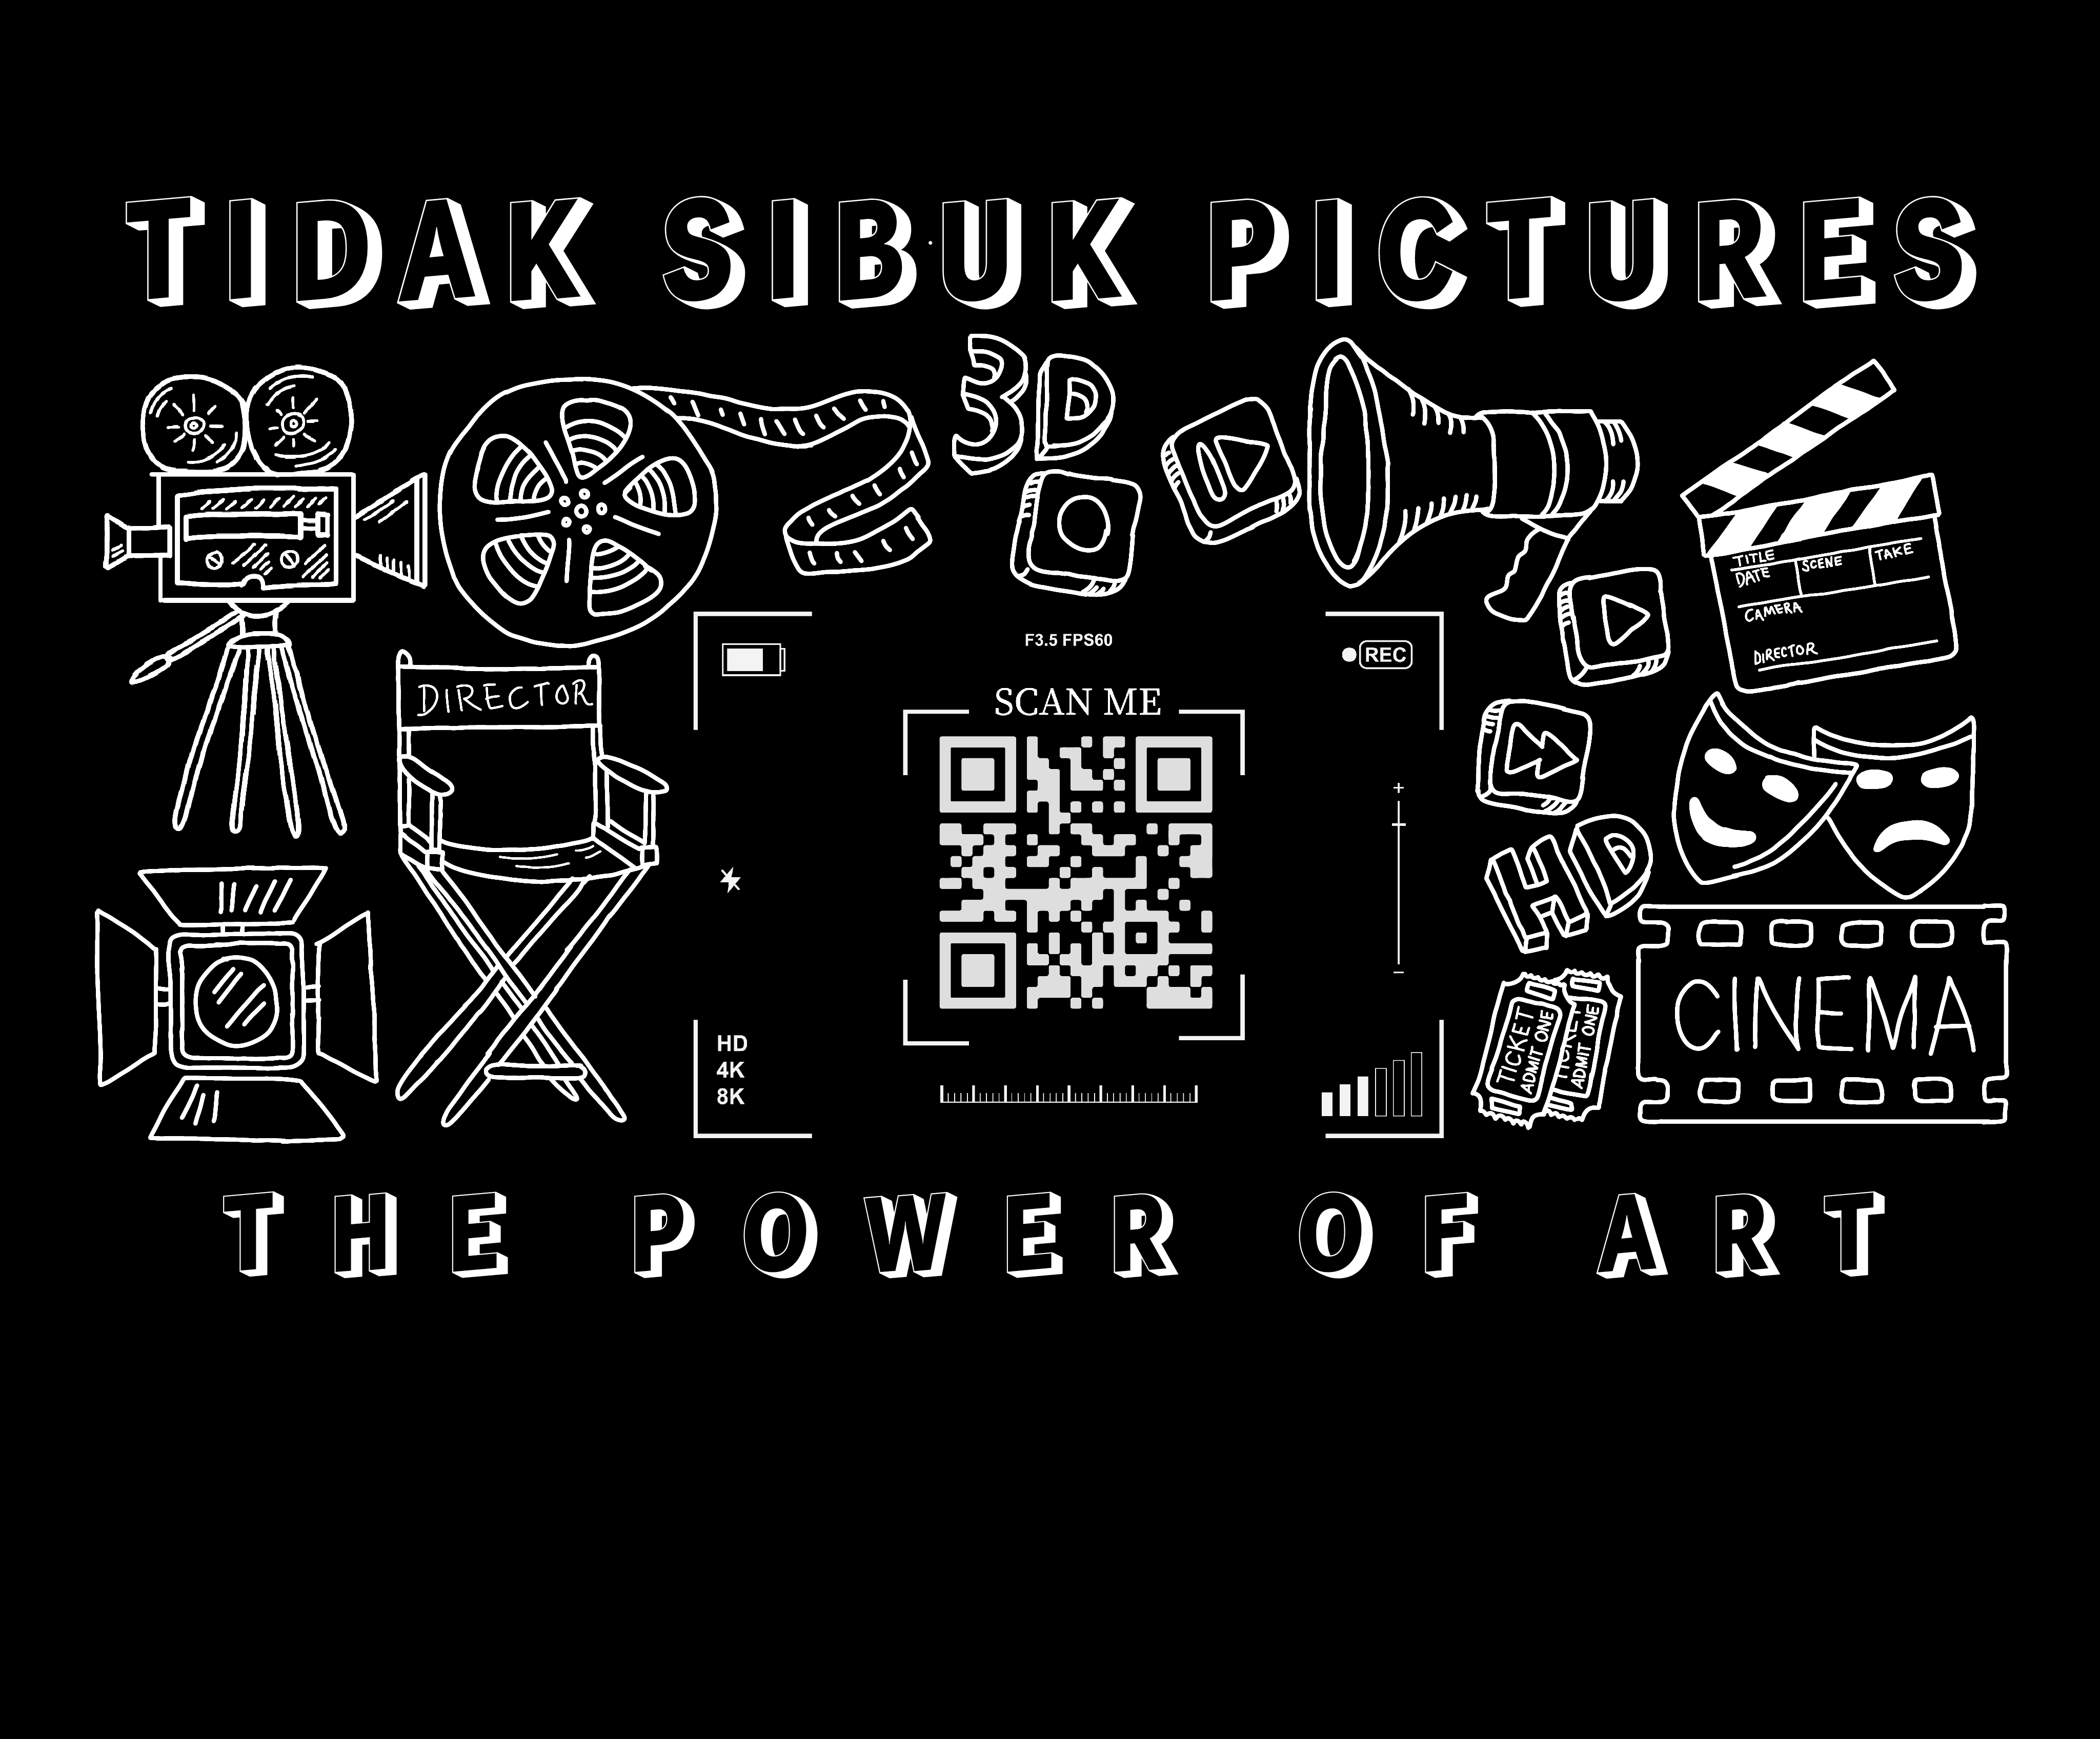 TIDAK SIBUK PICTURES
3D
TITLE
DATE
SCENE
TAKE
CAMERA
DIRECTOR
F3.5 FPS60
REC
DIRECTOR
SCAN ME
+
-
HD
HD
4K
8K
TICKET
ADMIT ONE
TICKET
ADMIT ONE
CINEMA
THE POWER OF ART